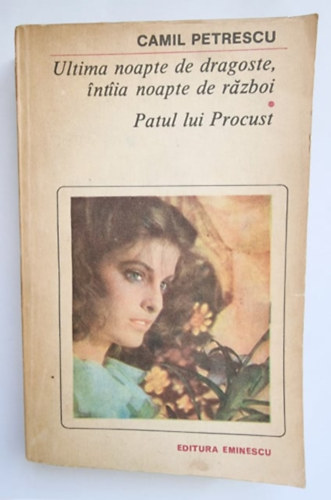 CAMIL PETRESCU
Ultima noapte de dragoste,
întîia noapte de război
Patul lui Procust
EDITURA EMINESCU